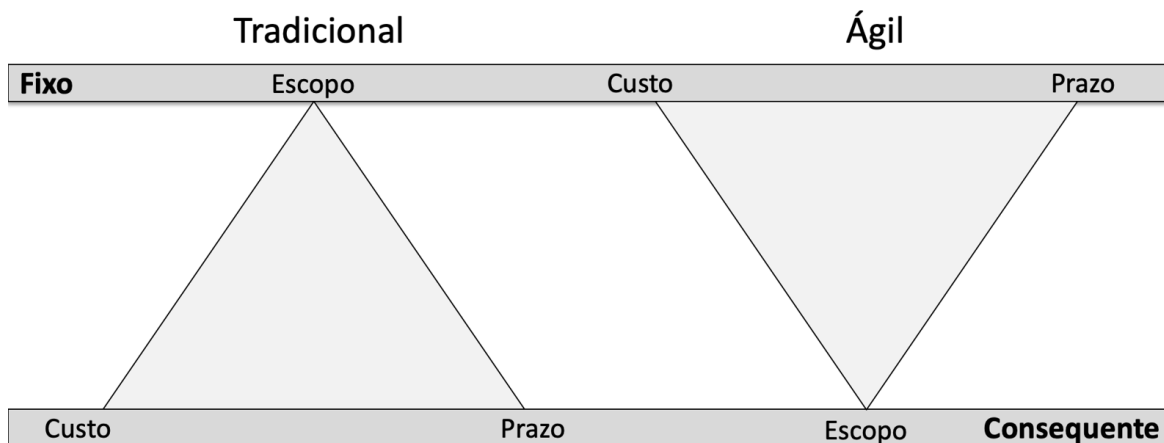 Tradicional
Ágil
Fixo
Escopo
Custo
Prazo
Custo
Prazo
Escopo
Consequente